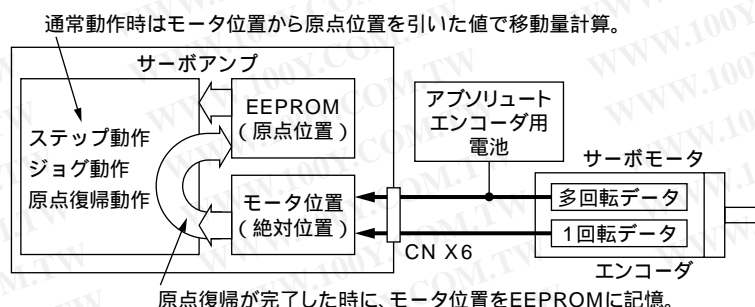 通常動作時はモータ位置から原点位置を引いた値で移動量計算。
サーボアンプ
ステップ動作
ジョグ動作
原点復帰動作
EEPROM
(原点位置)
モータ位置
(絶対位置)
CN X6
アブソリュート
エンコーダ用
電池
サーボモータ
多回転データ
1回転データ
エンコーダ
原点復帰が完了した時に、モータ位置をEEPROMに記憶。
WWW.100Y.COM.TW